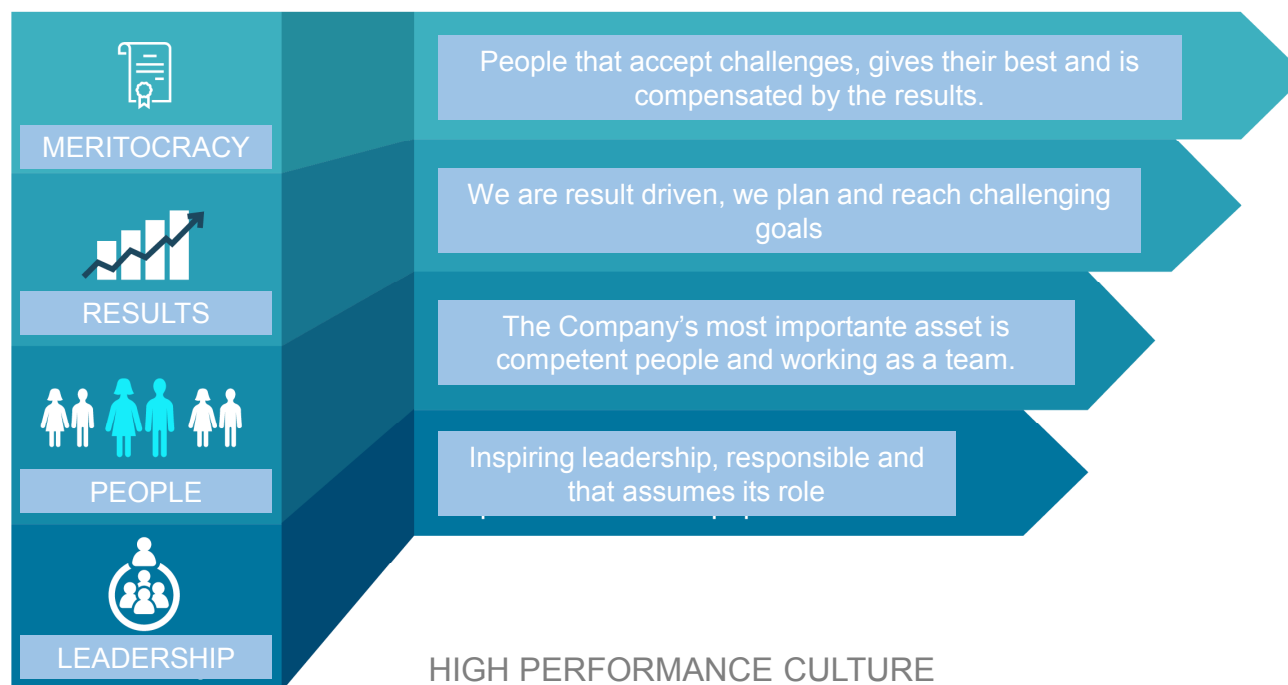 MERITOCRACY
People that accept challenges, gives their best and is
compensated by the results.
RESULTS
We are result driven, we plan and reach challenging
goals
PEOPLE
The Company's most importante asset is
competent people and working as a team.
LEADERSHIP
Inspiring leadership, responsible and
that assumes its role
HIGH PERFORMANCE CULTURE